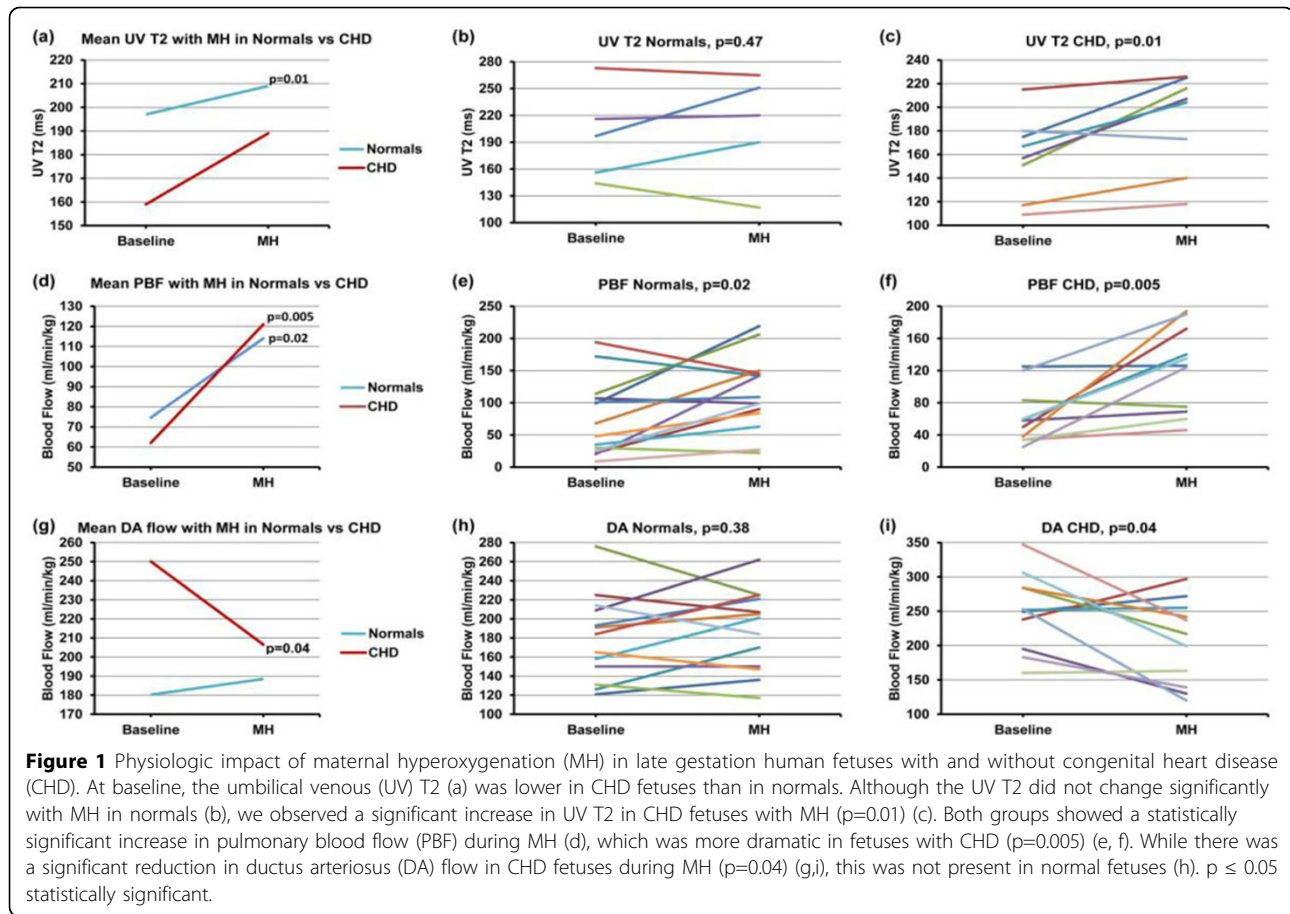 (a) Mean UV T2 with MH in Normals vs CHD
220
210
200
190
180
170
160
150
UV T2 (ms)
p=0.01
Normals
CHD
Baseline MH
(b) UV T2 Normals, p=0.47
280
250
220
190
160
130
100
UV T2 (ms)
Baseline MH
(c) UV T2 CHD, p=0.01
240
220
200
180
160
140
120
100
UV T2 (ms)
Baseline MH
(d) Mean PBF with MH in Normals vs CHD
130
120
110
100
90
80
70
60
50
Blood Flow (ml/min/kg)
p=0.005
p=0.02
Normals
CHD
Baseline MH
(e) PBF Normals, p=0.02
250
200
150
100
50
0
Blood Flow (ml/min/kg)
Baseline MH
(f) PBF CHD, p=0.005
200
160
120
80
40
0
Blood Flow (ml/min/kg)
Baseline MH
(g) Mean DA flow with MH in Normals vs CHD
260
250
240
230
220
210
200
190
180
170
Blood Flow (ml/min/kg)
p=0.04
Normals
CHD
Baseline MH
(h) DA Normals, p=0.38
280
260
240
220
200
180
160
140
120
100
Blood Flow (ml/min/kg)
Baseline MH
(i) DA CHD, p=0.04
350
300
250
200
150
100
Blood Flow (ml/min/kg)
Baseline MH
Figure 1 Physiologic impact of maternal hyperoxygenation (MH) in late gestation human fetuses with and without congenital heart disease
(CHD). At baseline, the umbilical venous (UV) T2 (a) was lower in CHD fetuses than in normals. Although the UV T2 did not change significantly
with MH in normals (b), we observed a significant increase in UV T2 in CHD fetuses with MH (p=0.01) (c). Both groups showed a statistically
significant increase in pulmonary blood flow (PBF) during MH (d), which was more dramatic in fetuses with CHD (p=0.005) (e, f). While there was
a significant reduction in ductus arteriosus (DA) flow in CHD fetuses during MH (p=0.04) (g,i), this was not present in normal fetuses (h). p ≤ 0.05
statistically significant.